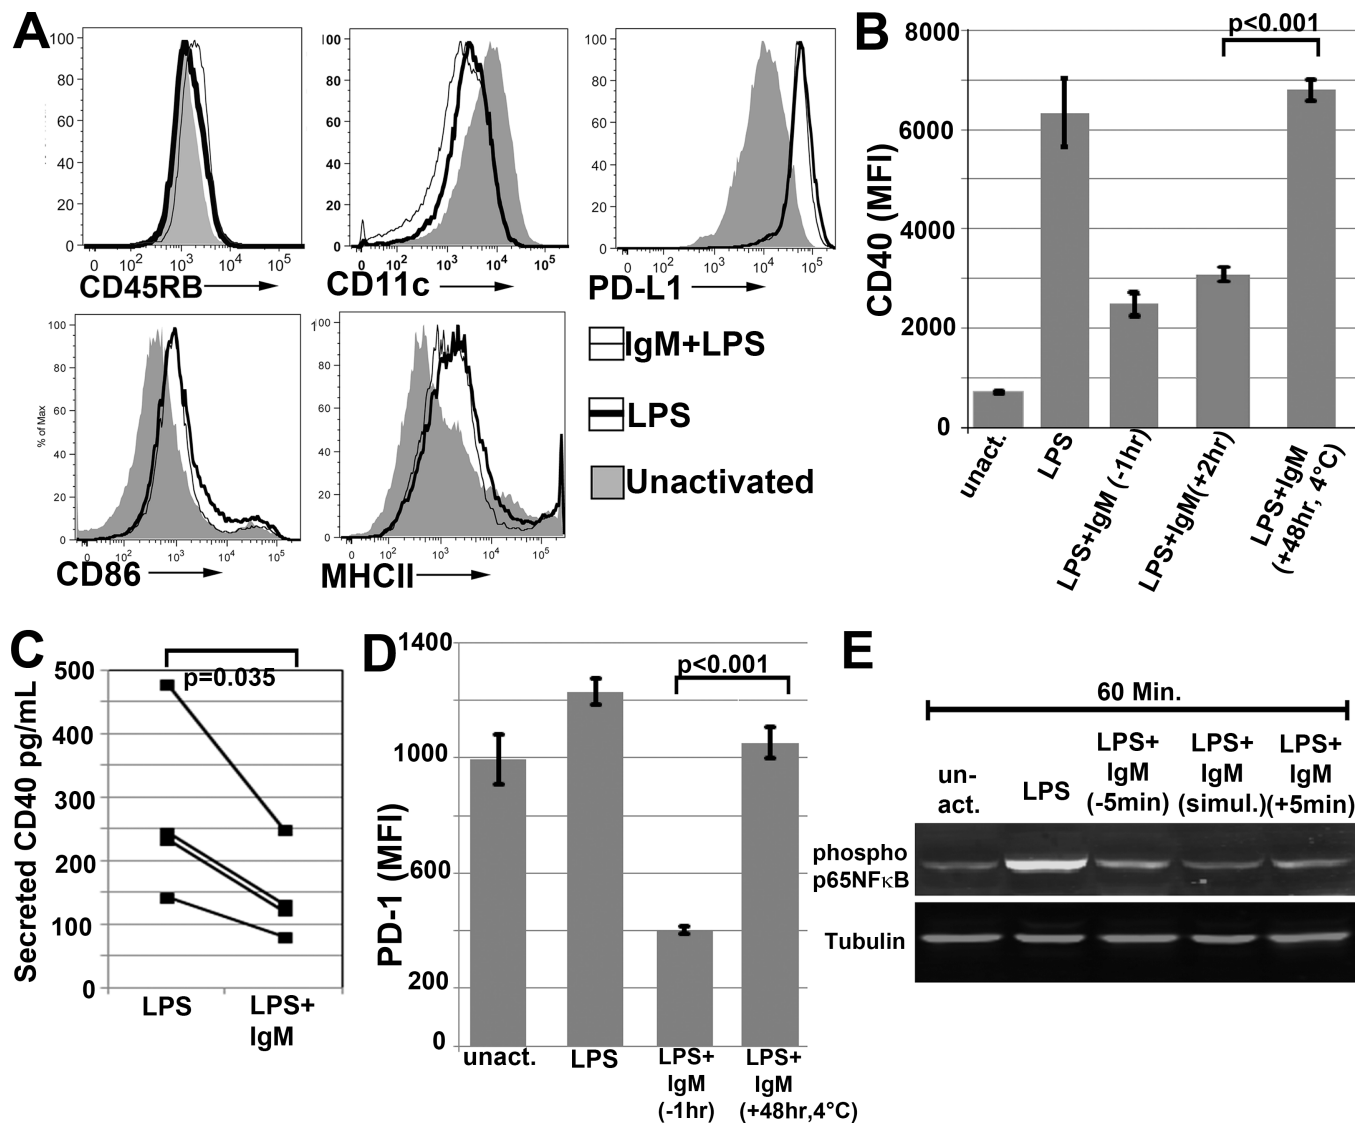 A
100
80
60
40
20
0
0 10² 10³ 10⁴ 10⁵
CD45RB
100
80
60
40
20
0
0 10² 10³ 10⁴ 10⁵
CD11c
100
80
60
40
20
0
0 10² 10³ 10⁴ 10⁵
PD-L1
% of Max
100
80
60
40
20
0
0 10² 10³ 10⁴ 10⁵
CD86
100
80
60
40
20
0
0 10² 10³ 10⁴ 10⁵
MHCII
IgM+LPS
LPS
Unactivated
B
p<0.001
CD40 (MFI)
8000
6000
4000
2000
0
unact.
LPS
LPS+IgM (-1hr)
LPS+IgM(+2hr)
LPS+IgM
(+48hr, 4°C)
C
p=0.035
Secreted CD40 pg/mL
500
400
300
200
100
0
LPS
LPS+
IgM
D
p<0.001
PD-1 (MFI)
1400
1000
600
200
0
unact.
LPS
LPS+
IgM
(-1hr)
LPS+
IgM
(+48hr,4°C)
E
60 Min.
un-
act.
LPS
LPS+
IgM
(-5min)
LPS+
IgM
(simul.)
LPS+
IgM
(+5min)
phospho
p65NFκB
Tubulin